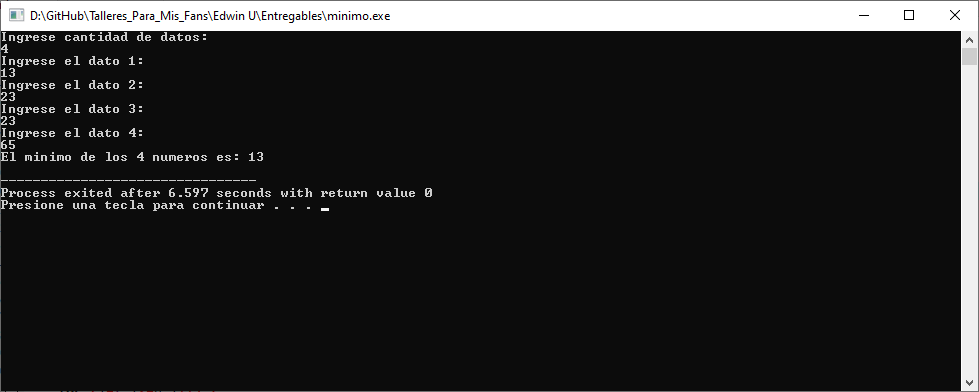 D:\GitHub\Talleres_Para_Mis_Fans\Edwin U\Entregables\minimo.exe
Ingrese cantidad de datos:
4
Ingrese el dato 1:
13
Ingrese el dato 2:
23
Ingrese el dato 3:
23
Ingrese el dato 4:
65
El minimo de los 4 numeros es: 13
--------------------------------
Process exited after 6.597 seconds with return value 0
Presione una tecla para continuar . . .